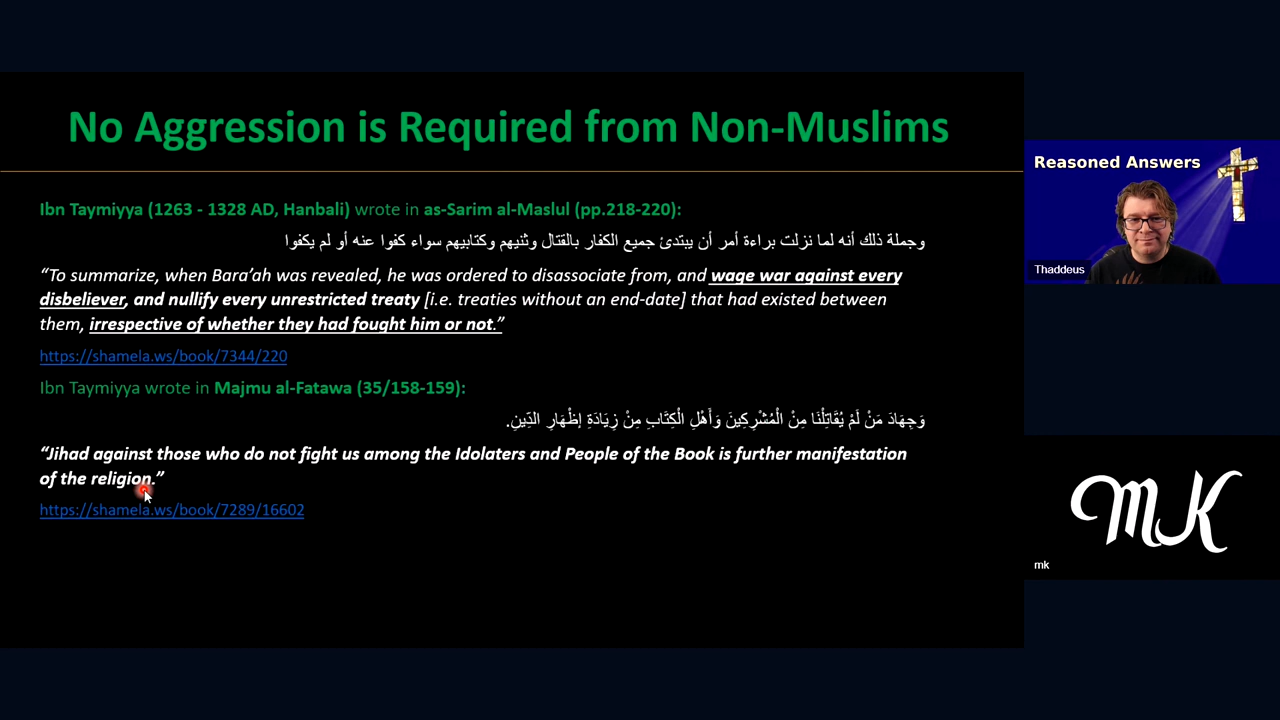 No Aggression is Required from Non-Muslims
Ibn Taymiyya (1263 - 1328 AD, Hanbali) wrote in as-Sarim al-Maslul (pp.218-220):
وجملة ذلك أنه لما نزلت براءة أمر أن يبتدئ جميع الكفار بالقتال وثنيهم وكتابيهم سواء كفوا عنه أو لم يكفوا
“To summarize, when Bara’ah was revealed, he was ordered to disassociate from, and wage war against every
disbeliever, and nullify every unrestricted treaty [i.e. treaties without an end-date] that had existed between
them, irrespective of whether they had fought him or not.”
https://shamela.ws/book/7344/220
Ibn Taymiyya wrote in Majmu al-Fatawa (35/158-159):
وَجِهَادَ مَنْ لَمْ يُقَاتِلْنَا مِنْ الْمُشْرِكِينَ وَأَهْلِ الْكِتَابِ مِنْ زِيَادَةِ إظْهَارِ الدِّينِ.
“Jihad against those who do not fight us among the Idolaters and People of the Book is further manifestation
of the religion.”
https://shamela.ws/book/7289/16602
Reasoned Answers
Thaddeus
MK
mk